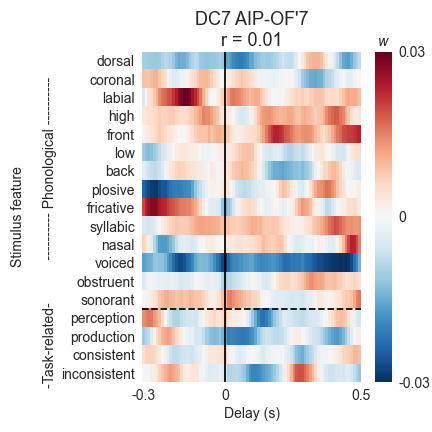 DC7 AIP-OF'7
r = 0.01
w
dorsal
coronal
labial
high
front
low
back
plosive
fricative
syllabic
nasal
voiced
obstruent
sonorant
perception
production
consistent
inconsistent
Stimulus feature
---------- Phonological ----------
-Task-related-
0.03
0
-0.03
-0.3
0
0.5
Delay (s)